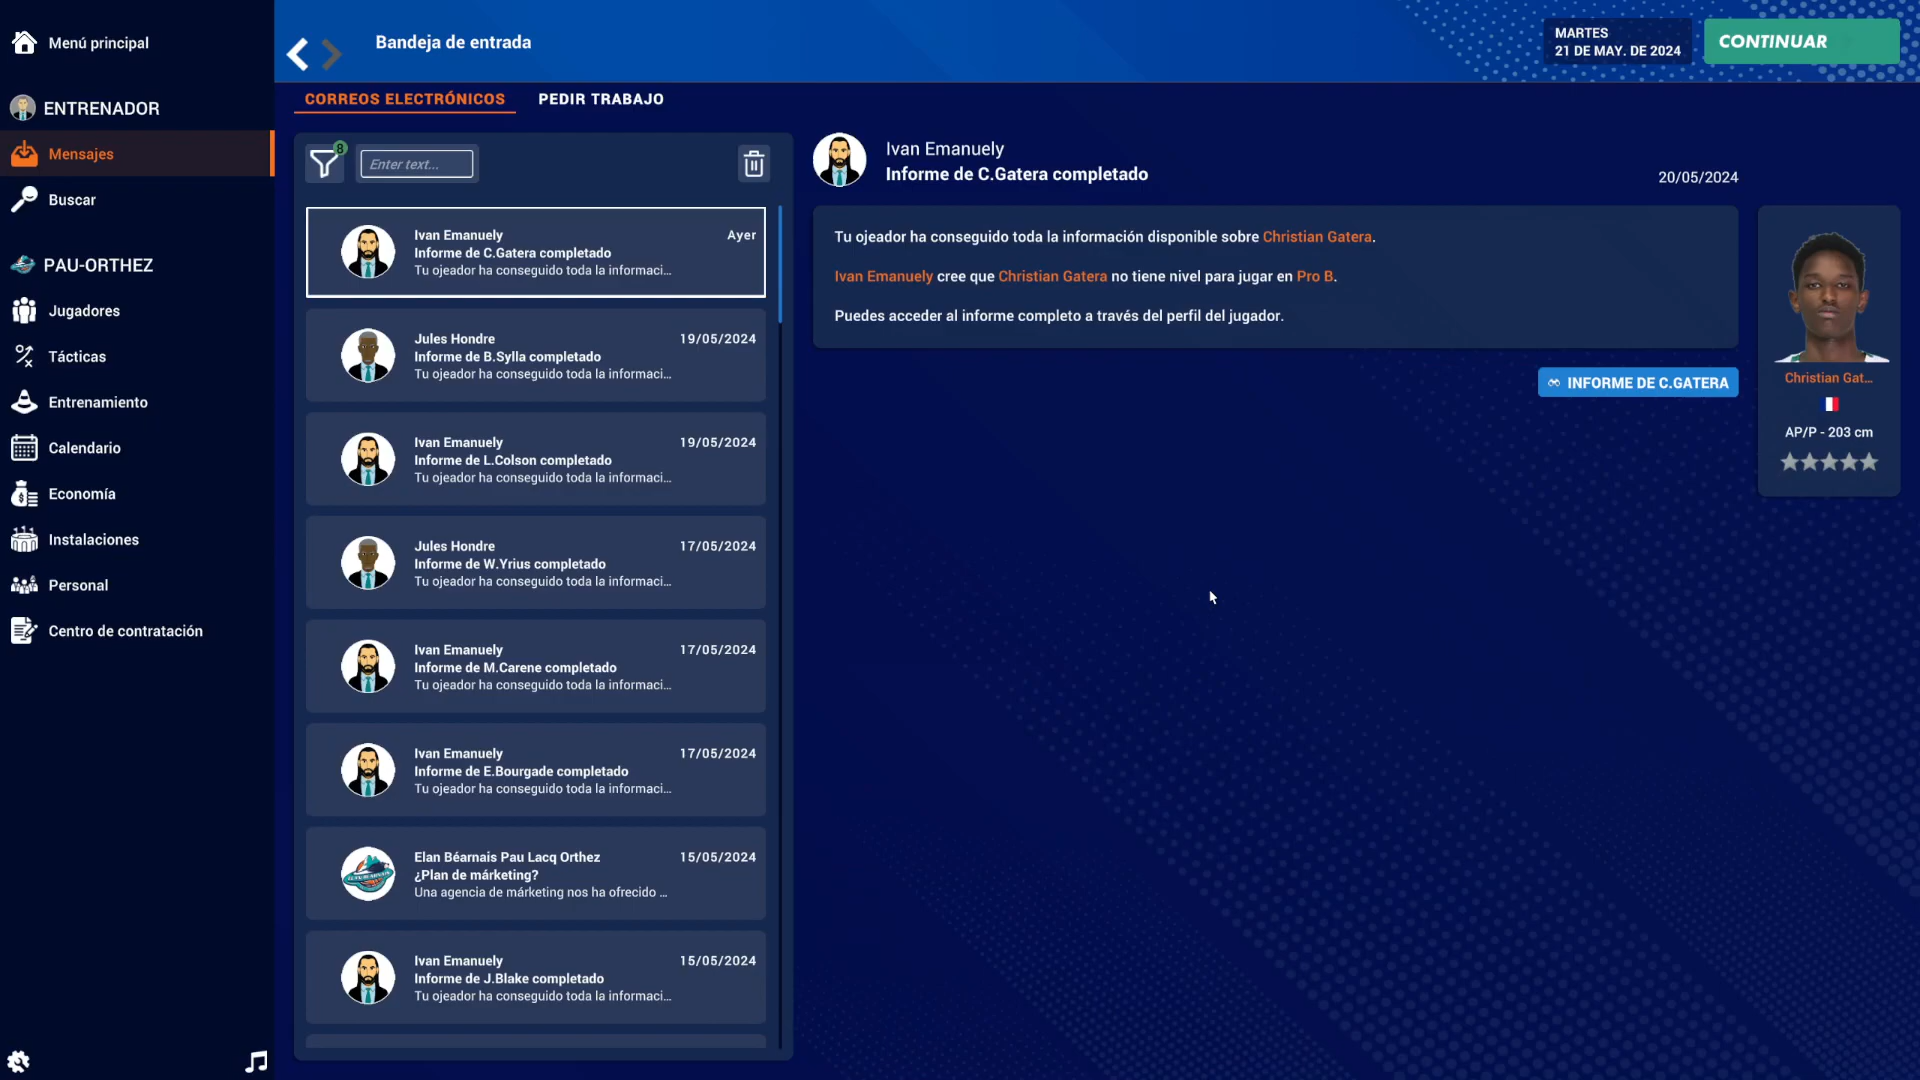 Menú principal
ENTRENADOR
Mensajes
Buscar
PAU-ORTHEZ
Jugadores
Tácticas
Entrenamiento
Calendario
Economía
Instalaciones
Personal
Centro de contratación
Bandeja de entrada
MARTES
21 DE MAY. DE 2024
CONTINUAR
CORREOS ELECTRÓNICOS
PEDIR TRABAJO
8
Enter text...
Ivan Emanuely
Ayer
Informe de C.Gatera completado
Tu ojeador ha conseguido toda la informaci...
Jules Hondre
19/05/2024
Informe de B.Sylla completado
Tu ojeador ha conseguido toda la informaci...
Ivan Emanuely
19/05/2024
Informe de L.Colson completado
Tu ojeador ha conseguido toda la informaci...
Jules Hondre
17/05/2024
Informe de W.Yrius completado
Tu ojeador ha conseguido toda la informaci...
Ivan Emanuely
17/05/2024
Informe de M.Carene completado
Tu ojeador ha conseguido toda la informaci...
Ivan Emanuely
17/05/2024
Informe de E.Bourgade completado
Tu ojeador ha conseguido toda la informaci...
Elan Béarnais Pau Lacq Orthez
15/05/2024
¿Plan de márketing?
Una agencia de márketing nos ha ofrecido ...
Ivan Emanuely
15/05/2024
Informe de J.Blake completado
Tu ojeador ha conseguido toda la informaci...
Ivan Emanuely
Informe de C.Gatera completado
20/05/2024
Tu ojeador ha conseguido toda la información disponible sobre Christian Gatera.
Ivan Emanuely cree que Christian Gatera no tiene nivel para jugar en Pro B.
Puedes acceder al informe completo a través del perfil del jugador.
INFORME DE C.GATERA
Christian Gat...
AP/P - 203 cm